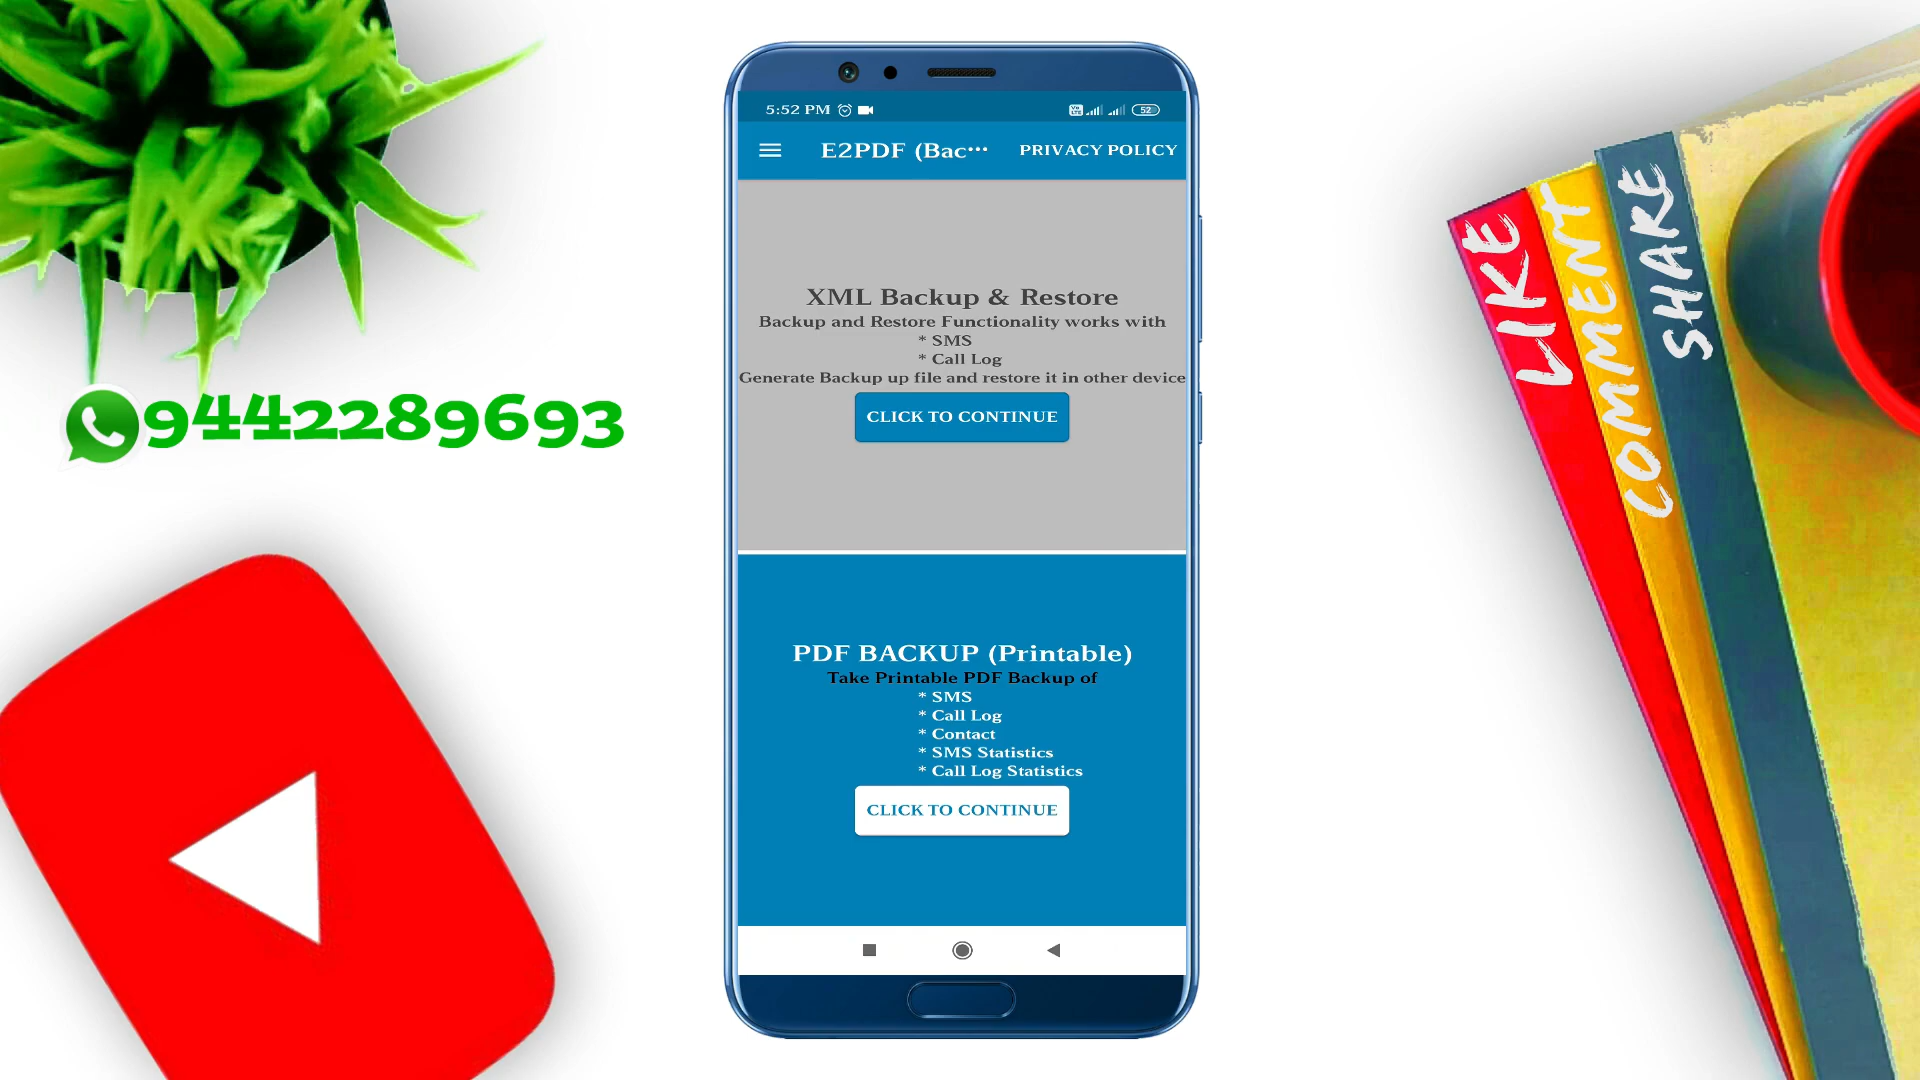 5:52 PM
52
E2PDF (Bac...
PRIVACY POLICY
XML Backup & Restore
Backup and Restore Functionality works with
* SMS
* Call Log
Generate Backup up file and restore it in other device
CLICK TO CONTINUE
PDF BACKUP (Printable)
Take Printable PDF Backup of
* SMS
* Call Log
* Contact
* SMS Statistics
* Call Log Statistics
CLICK TO CONTINUE
9442289693
LIKE
COMMENT
SHARE